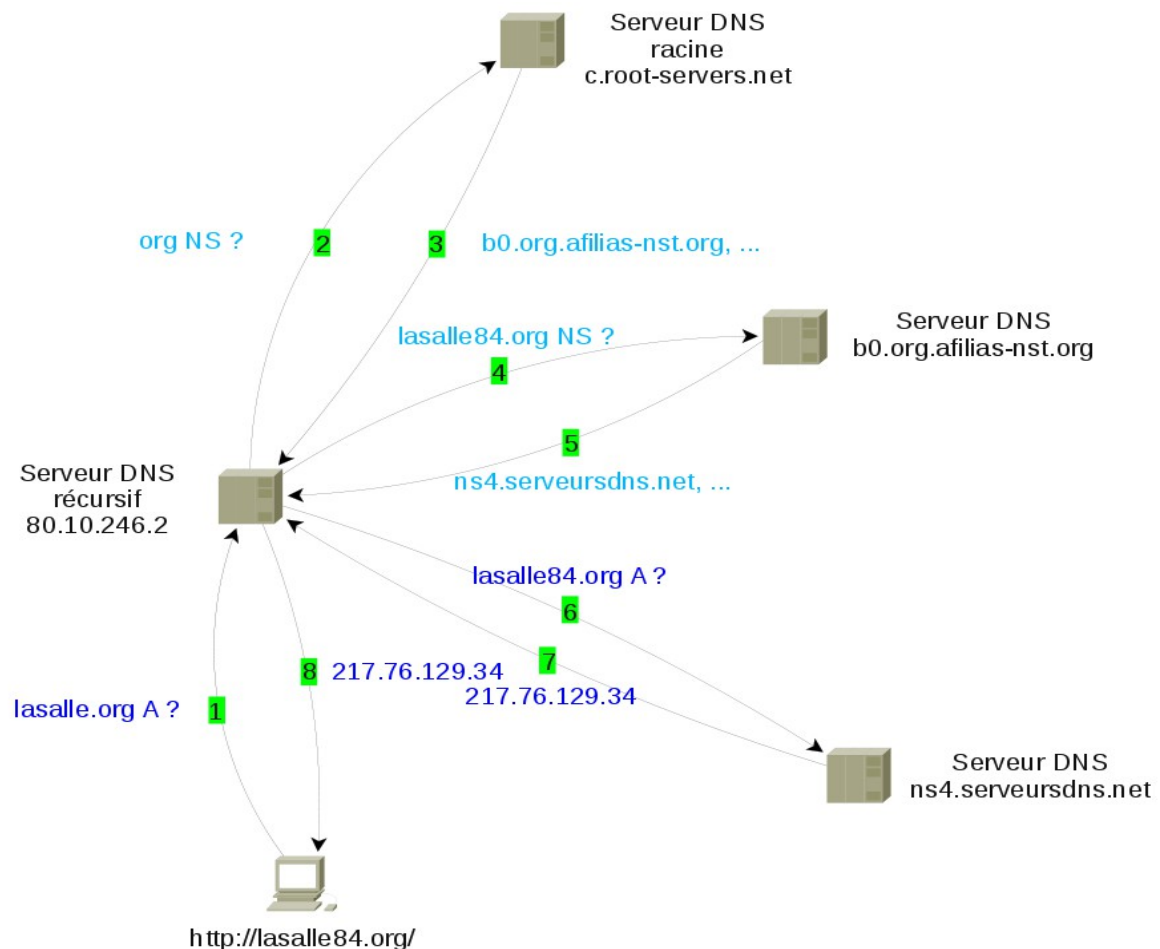 Serveur DNS
racine
c.root-servers.net
org NS ?
2
3
b0.org.afilias-nst.org, ...
lasalle84.org NS ?
4
Serveur DNS
b0.org.afilias-nst.org
5
ns4.serveursdns.net, ...
Serveur DNS
récursif
80.10.246.2
lasalle84.org A ?
6
7
217.76.129.34
8
217.76.129.34
lasalle.org A ?
1
Serveur DNS
ns4.serveursdns.net
http://lasalle84.org/